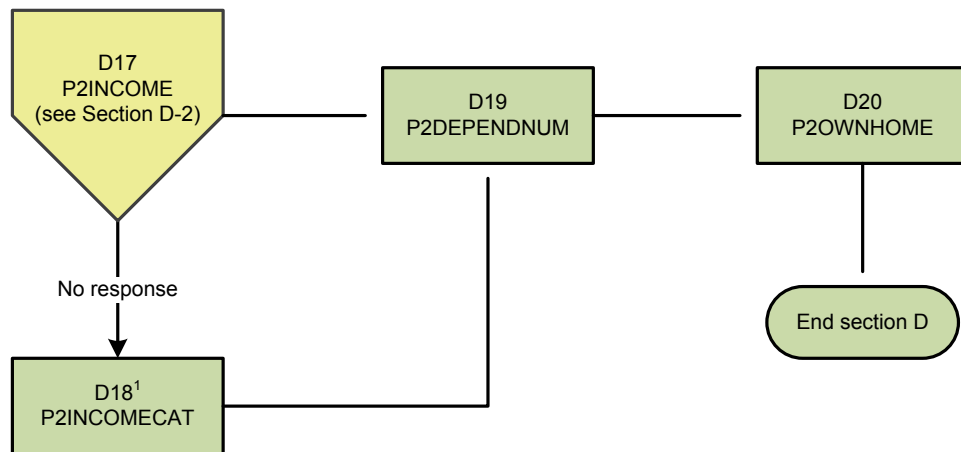 D17
P2INCOME
(see Section D-2)
D19
P2DEPENDNUM
D20
P2OWNHOME
No response
End section D
D18¹
P2INCOMECAT